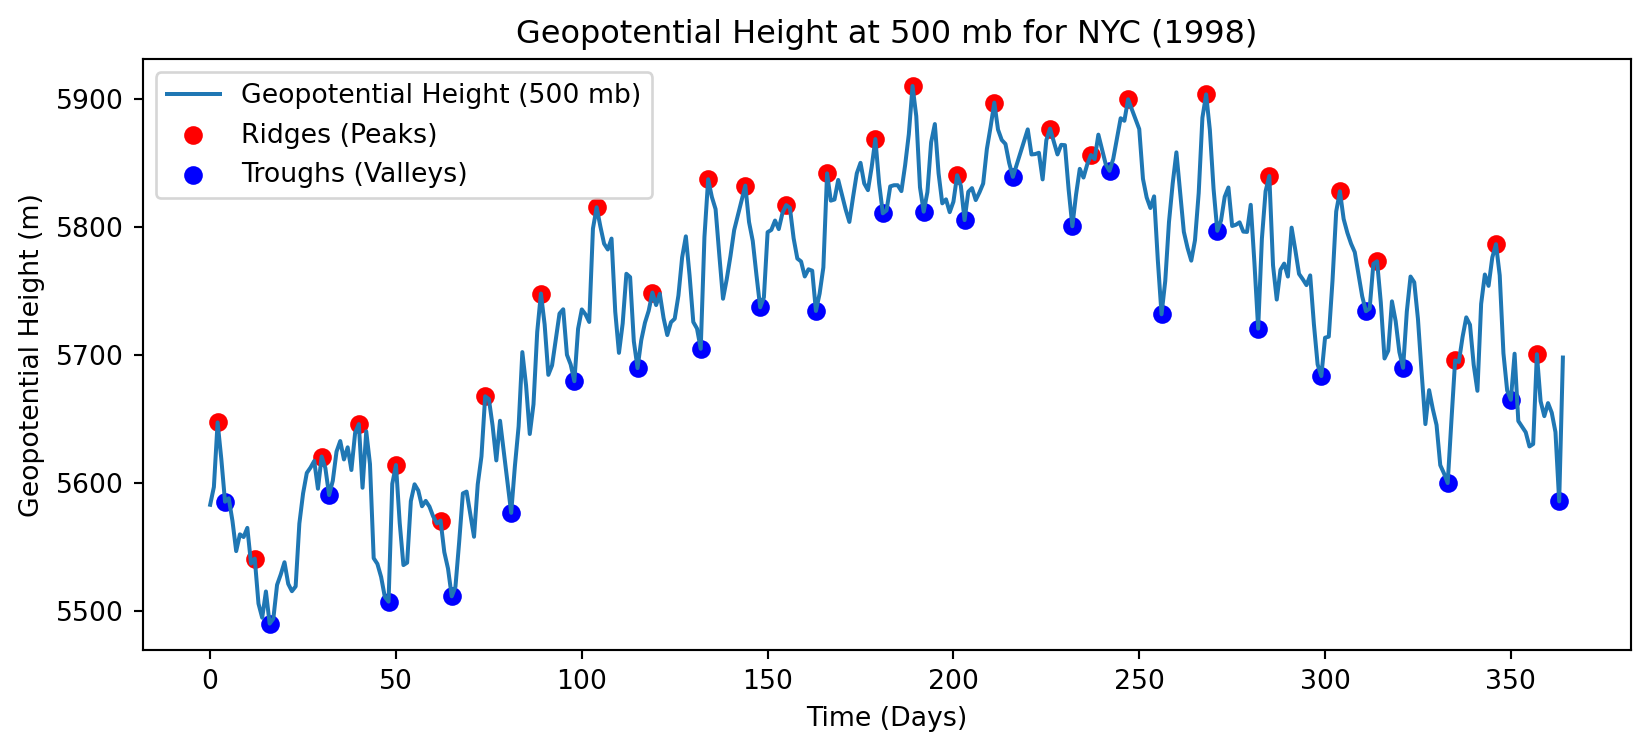 Geopotential Height at 500 mb for NYC (1998)
Geopotential Height (500 mb)
Ridges (Peaks)
Troughs (Valleys)
Geopotential Height (m)
5900
5800
5700
5600
5500
0 50 100 150 200 250 300 350
Time (Days)